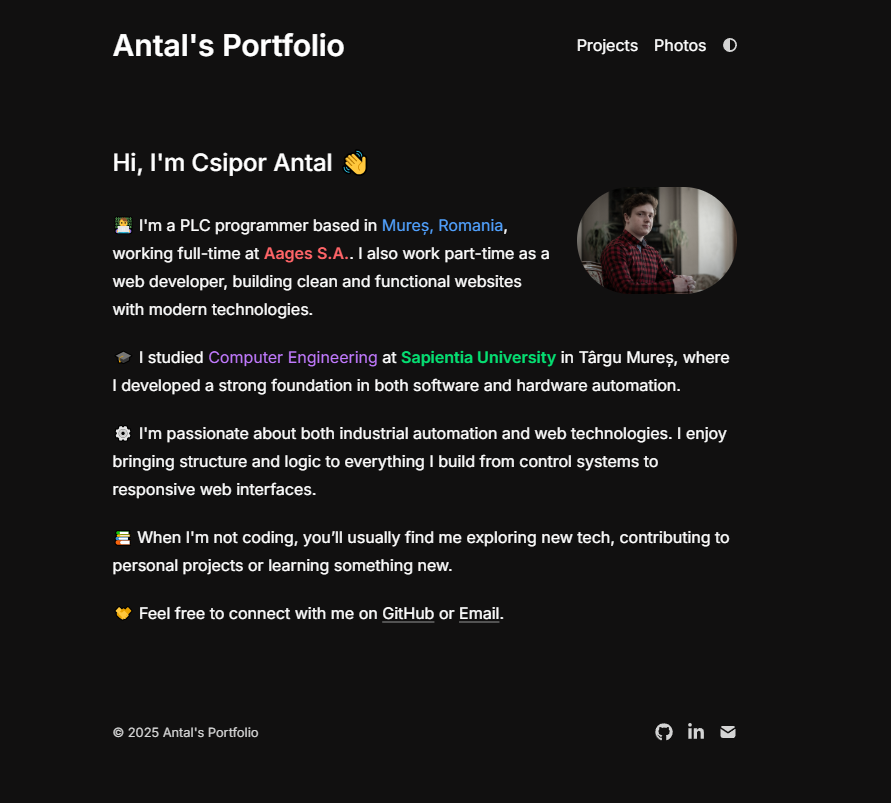 Antal's Portfolio
Projects Photos
Hi, I'm Csipor Antal 👋
👨‍💻 I'm a PLC programmer based in Mureș, Romania,
working full-time at Aages S.A.. I also work part-time as a
web developer, building clean and functional websites
with modern technologies.
🎓 I studied Computer Engineering at Sapientia University in Târgu Mureș, where
I developed a strong foundation in both software and hardware automation.
⚙️ I'm passionate about both industrial automation and web technologies. I enjoy
bringing structure and logic to everything I build from control systems to
responsive web interfaces.
📚 When I'm not coding, you’ll usually find me exploring new tech, contributing to
personal projects or learning something new.
🤝 Feel free to connect with me on GitHub or Email.
© 2025 Antal's Portfolio